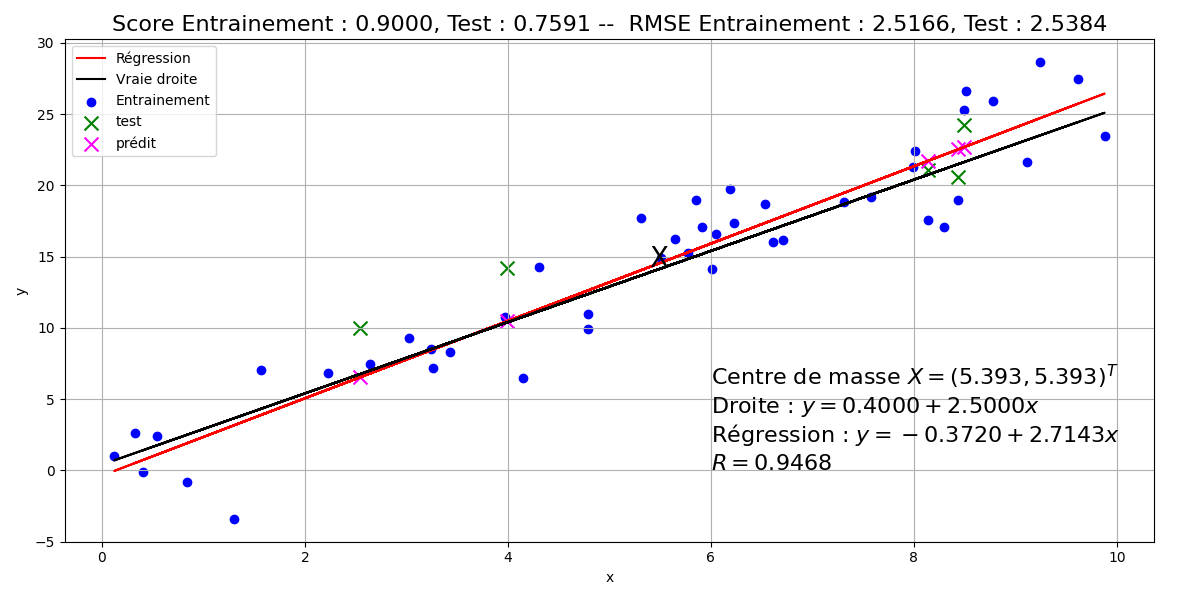 Score Entrainement : 0.9000, Test : 0.7591 --  RMSE Entrainement : 2.5166, Test : 2.5384
30
25
20
15
10
5
0
−5
y
Régression
Vraie droite
Entrainement
test
prédit
X
Centre de masse X = (5.393, 5.393)^T
Droite : y = 0.4000 + 2.5000x
Régression : y = −0.3720 + 2.7143x
R = 0.9468
0 2 4 6 8 10
x